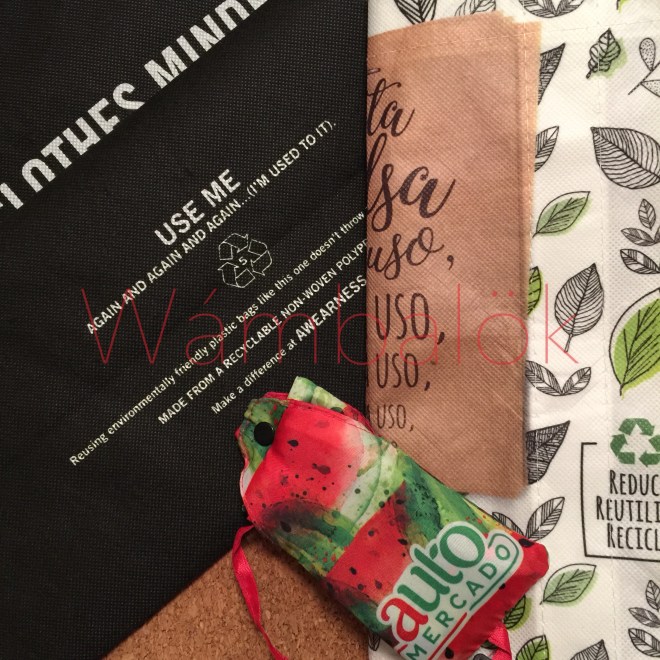 CLOTHES MIND
USE ME
AGAIN AND AGAIN AND AGAIN...(I'M USED TO IT).
5
Reusing environmentally friendly plastic bags like this one doesn't throw
MADE FROM A RECYCLABLE NON-WOVEN POLYP
Make a difference at AWEARNESS
ta
lsa
uso,
USO,
USO;
USO,
Wámbalök
auto
MERCADO
REDUC
REUTILI
RECICL